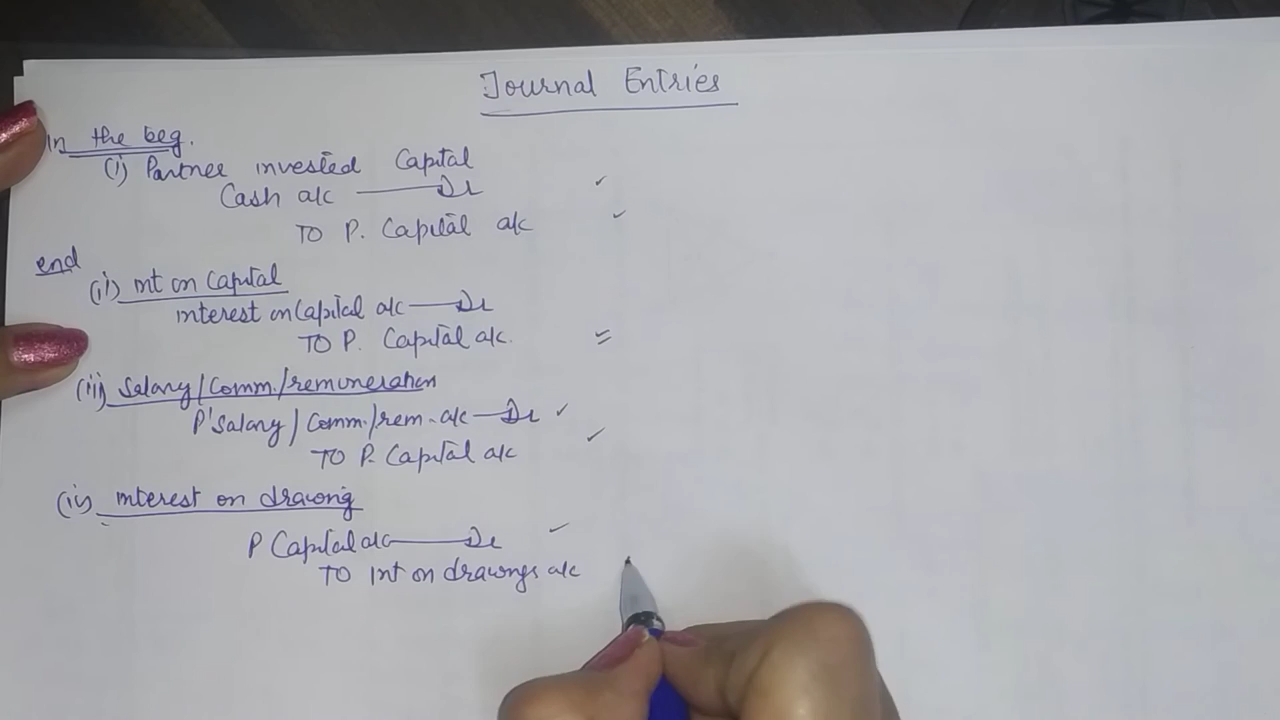 Journal Entries
In the beg.
(i) Partner invested Capital
Cash a/c —— Dr
TO P. Capital a/c
end
(ii) Int on Capital
interest on Capital a/c —— Dr
TO P. Capital a/c.
(iii) Salary/Comm./remuneration
P' Salary/Comm./rem. a/c —— Dr
TO P. Capital a/c
(iv) interest on drawing
P Capital a/c —— Dr
TO Int on drawings a/c